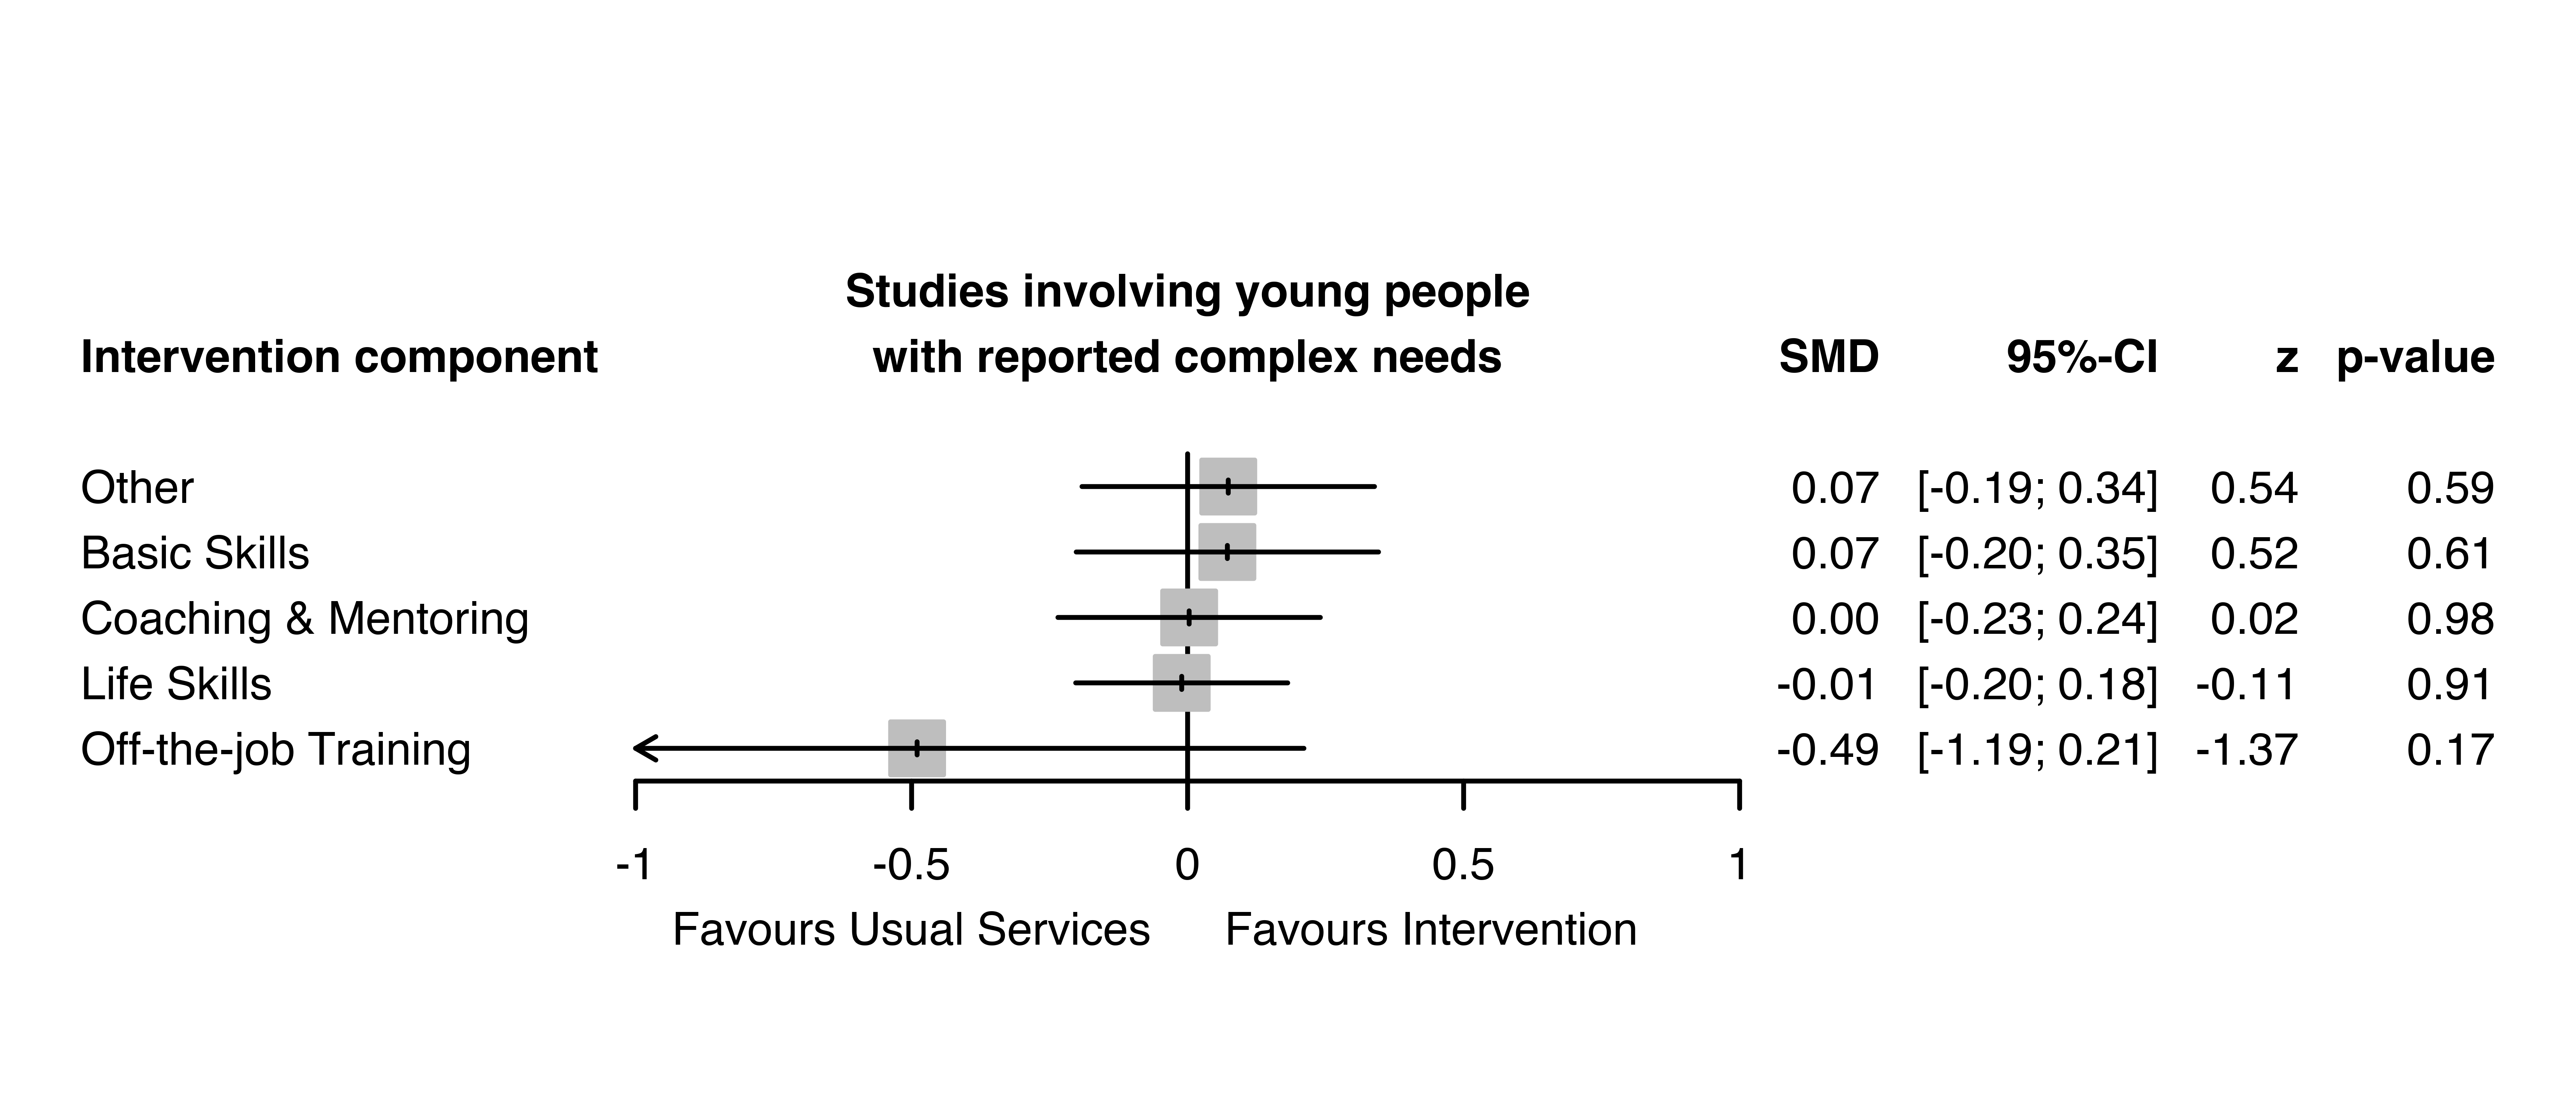 Studies involving young people
Intervention component with reported complex needs SMD 95%-CI z p-value
Other 0.07 [-0.19; 0.34] 0.54 0.59
Basic Skills 0.07 [-0.20; 0.35] 0.52 0.61
Coaching & Mentoring 0.00 [-0.23; 0.24] 0.02 0.98
Life Skills -0.01 [-0.20; 0.18] -0.11 0.91
Off-the-job Training -0.49 [-1.19; 0.21] -1.37 0.17
-1 -0.5 0 0.5 1
Favours Usual Services Favours Intervention